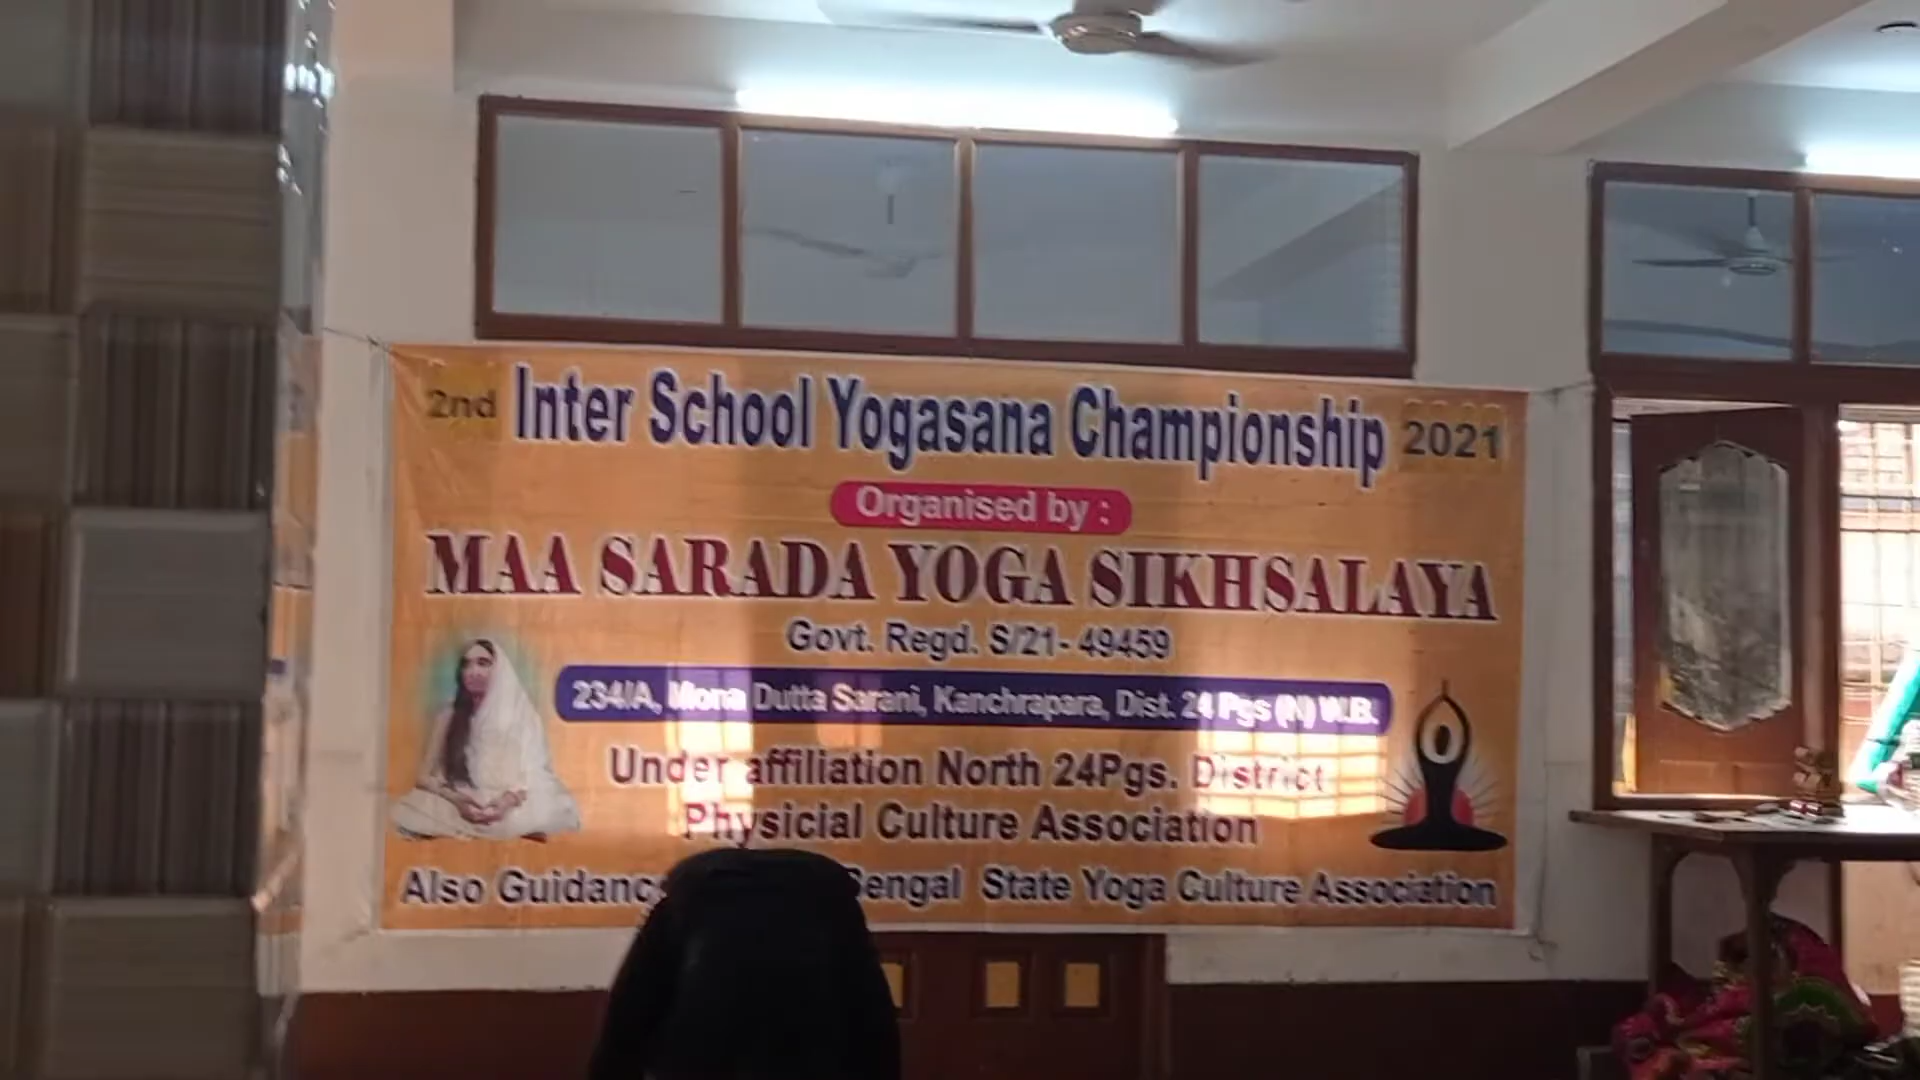 2nd Inter School Yogasana Championship 2021
Organised by :
MAA SARADA YOGA SIKHSALAYA
Govt. Regd. S/21- 49459
234/A, Mona Dutta Sarani, Kanchrapara, Dist. 24 Pgs (N) W.B.
Under affiliation North 24Pgs. District
Physicial Culture Association
Also Guidance Bengal State Yoga Culture Association